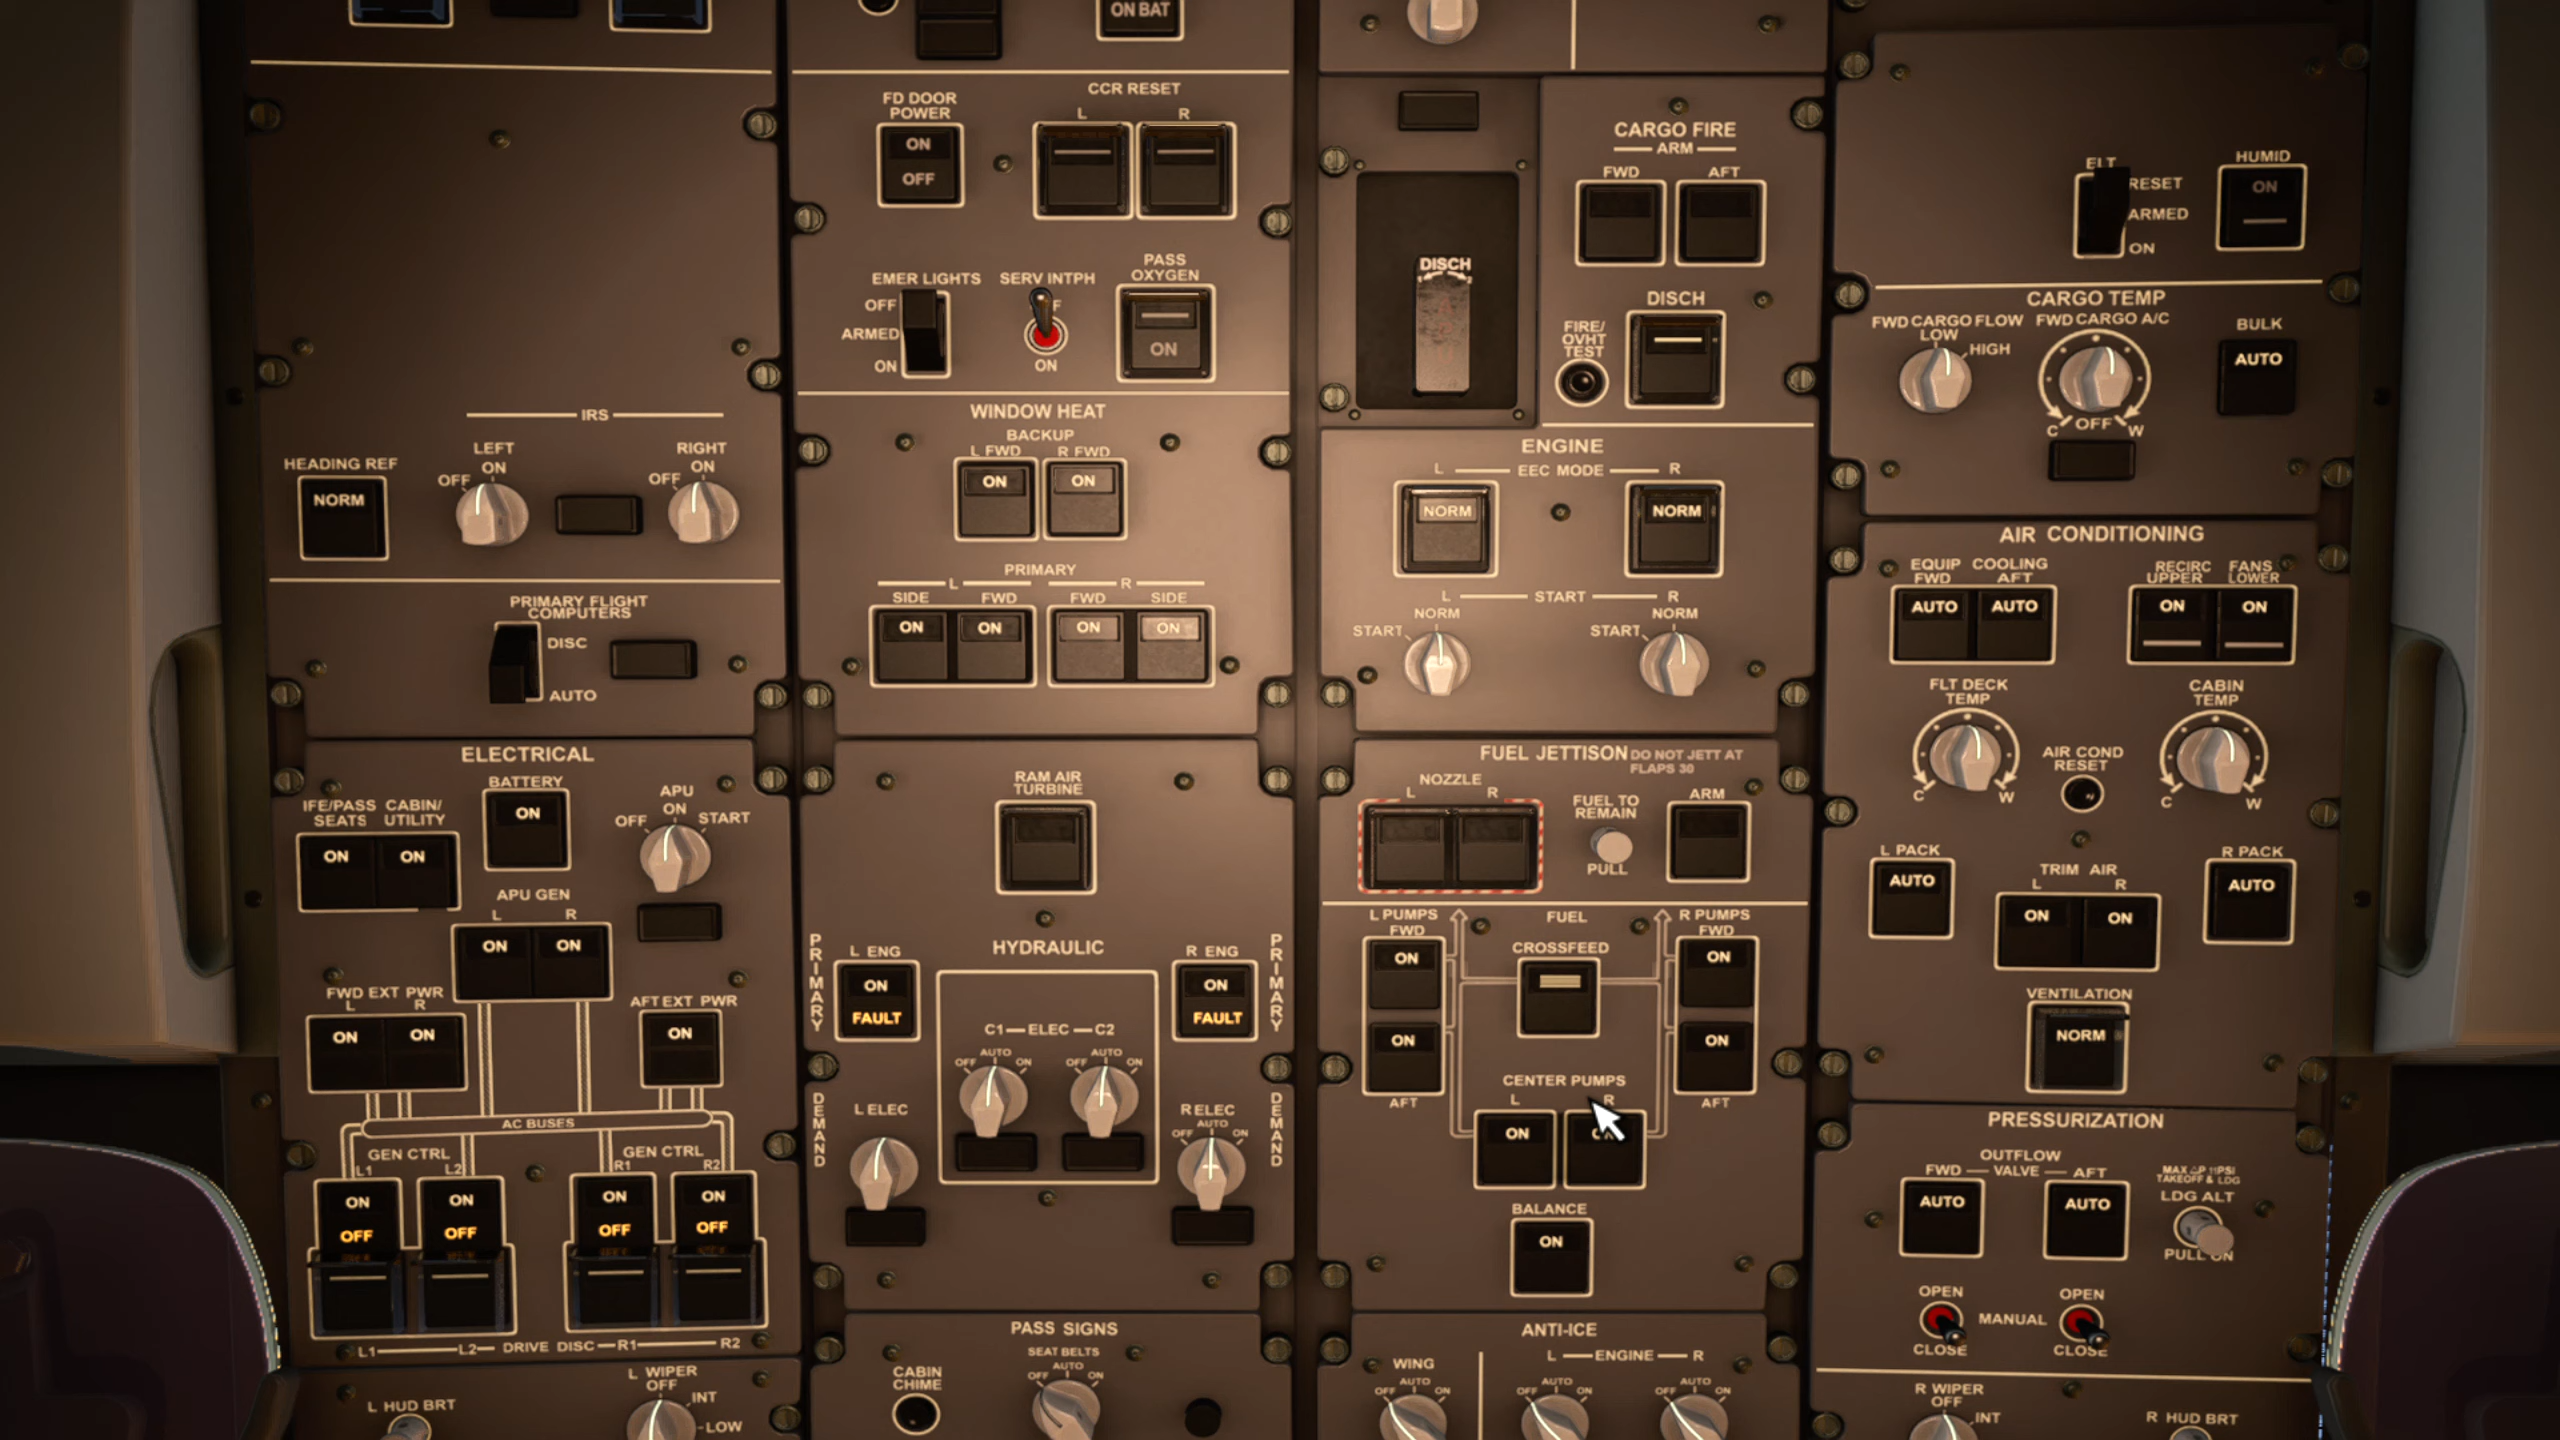 ON BAT
FD DOOR
POWER
ON
OFF
CCR RESET
L R
EMER LIGHTS
OFF
ARMED
ON
SERV INTPH
ON
PASS
OXYGEN
ON
IRS
HEADING REF
NORM
LEFT
OFF ON
RIGHT
OFF ON
PRIMARY FLIGHT
COMPUTERS
DISC
AUTO
WINDOW HEAT
BACKUP
L FWD R FWD
ON ON
PRIMARY
L R
SIDE FWD FWD SIDE
ON ON ON ON
ELECTRICAL
BATTERY
ON
IFE/PASS
SEATS
CABIN/
UTILITY
ON ON
APU
OFF ON START
APU GEN
L R
ON ON
FWD EXT PWR
L R
ON ON
AFT EXT PWR
ON
AC BUSES
GEN CTRL GEN CTRL
L1 L2 R1 R2
ON ON ON ON
OFF OFF OFF OFF
L1 L2 DRIVE DISC R1 R2
L WIPER
OFF
INT
LOW
L HUD BRT
RAM AIR
TURBINE
HYDRAULIC
PRIMARY
L ENG
ON
FAULT
R ENG
ON
FAULT
PRIMARY
C1 ELEC C2
OFF AUTO ON OFF AUTO ON
DEMAND
L ELEC
R ELEC
OFF AUTO ON
DEMAND
PASS SIGNS
CABIN
CHIME
SEAT BELTS
OFF AUTO ON
DISCH
CARGO FIRE
ARM
FWD AFT
FIRE/
OVHT
TEST
DISCH
ENGINE
L EEC MODE R
NORM NORM
L START R
START NORM START NORM
FUEL JETTISON
DO NOT JETT AT
FLAPS 30
NOZZLE
L R
FUEL TO
REMAIN
PULL
ARM
L PUMPS FUEL R PUMPS
FWD CROSSFEED FWD
ON ON
ON ON
AFT AFT
CENTER PUMPS
L R
ON
BALANCE
ON
ANTI-ICE
WING
OFF AUTO ON
L ENGINE R
OFF AUTO ON OFF AUTO ON
ELT
RESET
ARMED
ON
HUMID
ON
CARGO TEMP
FWD CARGO FLOW
LOW
HIGH
FWD CARGO A/C
C OFF W
BULK
AUTO
AIR CONDITIONING
EQUIP COOLING
FWD AFT
AUTO AUTO
RECIRC FANS
UPPER LOWER
ON ON
FLT DECK
TEMP
C W
AIR COND
RESET
CABIN
TEMP
C W
L PACK
AUTO
TRIM AIR
L R
ON ON
R PACK
AUTO
VENTILATION
NORM
PRESSURIZATION
OUTFLOW
FWD VALVE AFT
AUTO AUTO
TAKEOFF & LDG
LDG ALT
PULL ON
OPEN OPEN
MANUAL
CLOSE CLOSE
R WIPER
OFF
INT
R HUD BRT